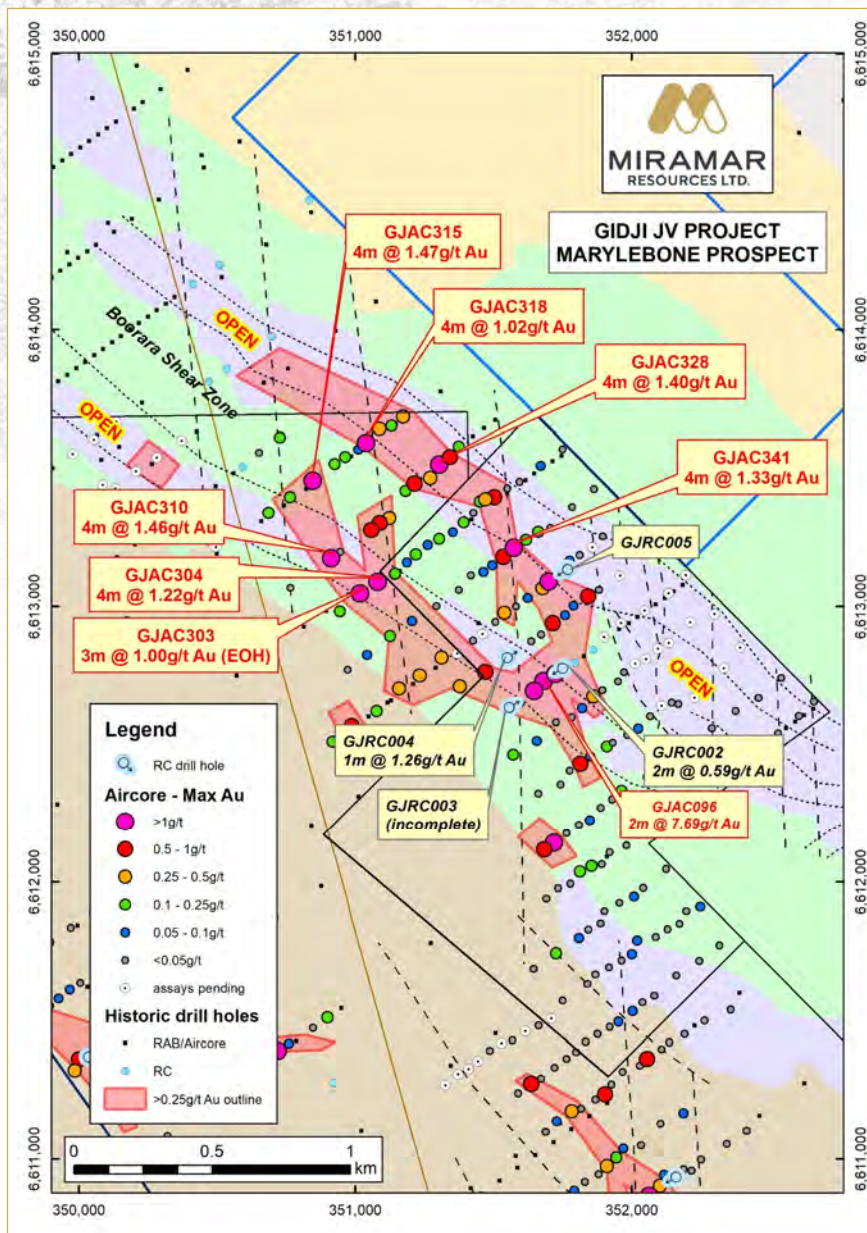 350,000
351,000
352,000
6,615,000
6,615,000
MIRAMAR
RESOURCES LTD.
GIDJI JV PROJECT
MARYLEBONE PROSPECT
GJAC315
4m @ 1.47g/t Au
GJAC318
4m @ 1.02g/t Au
6,614,000
6,614,000
OPEN
Boorara Shear Zone
GJAC328
4m @ 1.40g/t Au
OPEN
GJAC341
4m @ 1.33g/t Au
GJAC310
4m @ 1.46g/t Au
GJRC005
GJAC304
4m @ 1.22g/t Au
6,613,000
6,613,000
GJAC303
3m @ 1.00g/t Au (EOH)
OPEN
GJRC004
1m @ 1.26g/t Au
GJRC002
2m @ 0.59g/t Au
GJRC003
(incomplete)
GJAC096
2m @ 7.69g/t Au
6,612,000
6,612,000
Legend
RC drill hole
Aircore - Max Au
>1g/t
0.5 - 1g/t
0.25 - 0.5g/t
0.1 - 0.25g/t
0.05 - 0.1g/t
<0.05g/t
assays pending
Historic drill holes
RAB/Aircore
RC
>0.25g/t Au outline
0
0.5
1
km
6,611,000
6,611,000
350,000
351,000
352,000